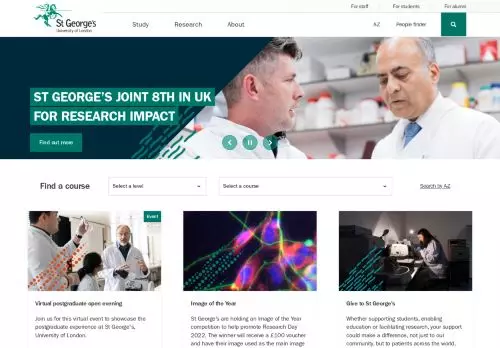 For staff
For students
For alumni
St George's
University of London
Study
Research
About
AZ
People finder
ST GEORGE'S JOINT 8TH IN UK
FOR RESEARCH IMPACT
Find out more
Find a course
Select a level
Select a course
Search by AZ
Event
Virtual postgraduate open evening
Join us for this virtual event to showcase the
postgraduate experience at St George's,
University of London.
Image of the Year
St George's are holding an Image of the Year
competition to help promote Research Day
2022. The winner will receive a £100 voucher
and have their image used as the main image
Give to St George's
Whether supporting students, enabling
education or facilitating research, your support
could make a difference, not just to our
community, but to patients across the world.